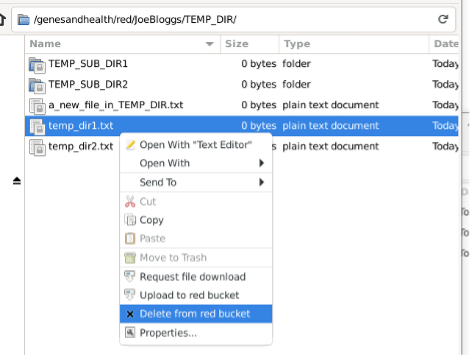 /genesandhealth/red/JoeBloggs/TEMP_DIR/
Name Size Type Date
TEMP_SUB_DIR1 0 bytes folder Today
TEMP_SUB_DIR2 0 bytes folder Today
a_new_file_in_TEMP_DIR.txt 0 bytes plain text document Today
temp_dir1.txt 0 bytes plain text document Today
temp_dir2.txt plain text document Today
Open With "Text Editor"
Open With
Send To
Cut
Copy
Paste
Move to Trash
Request file download
Upload to red bucket
Delete from red bucket
Properties...